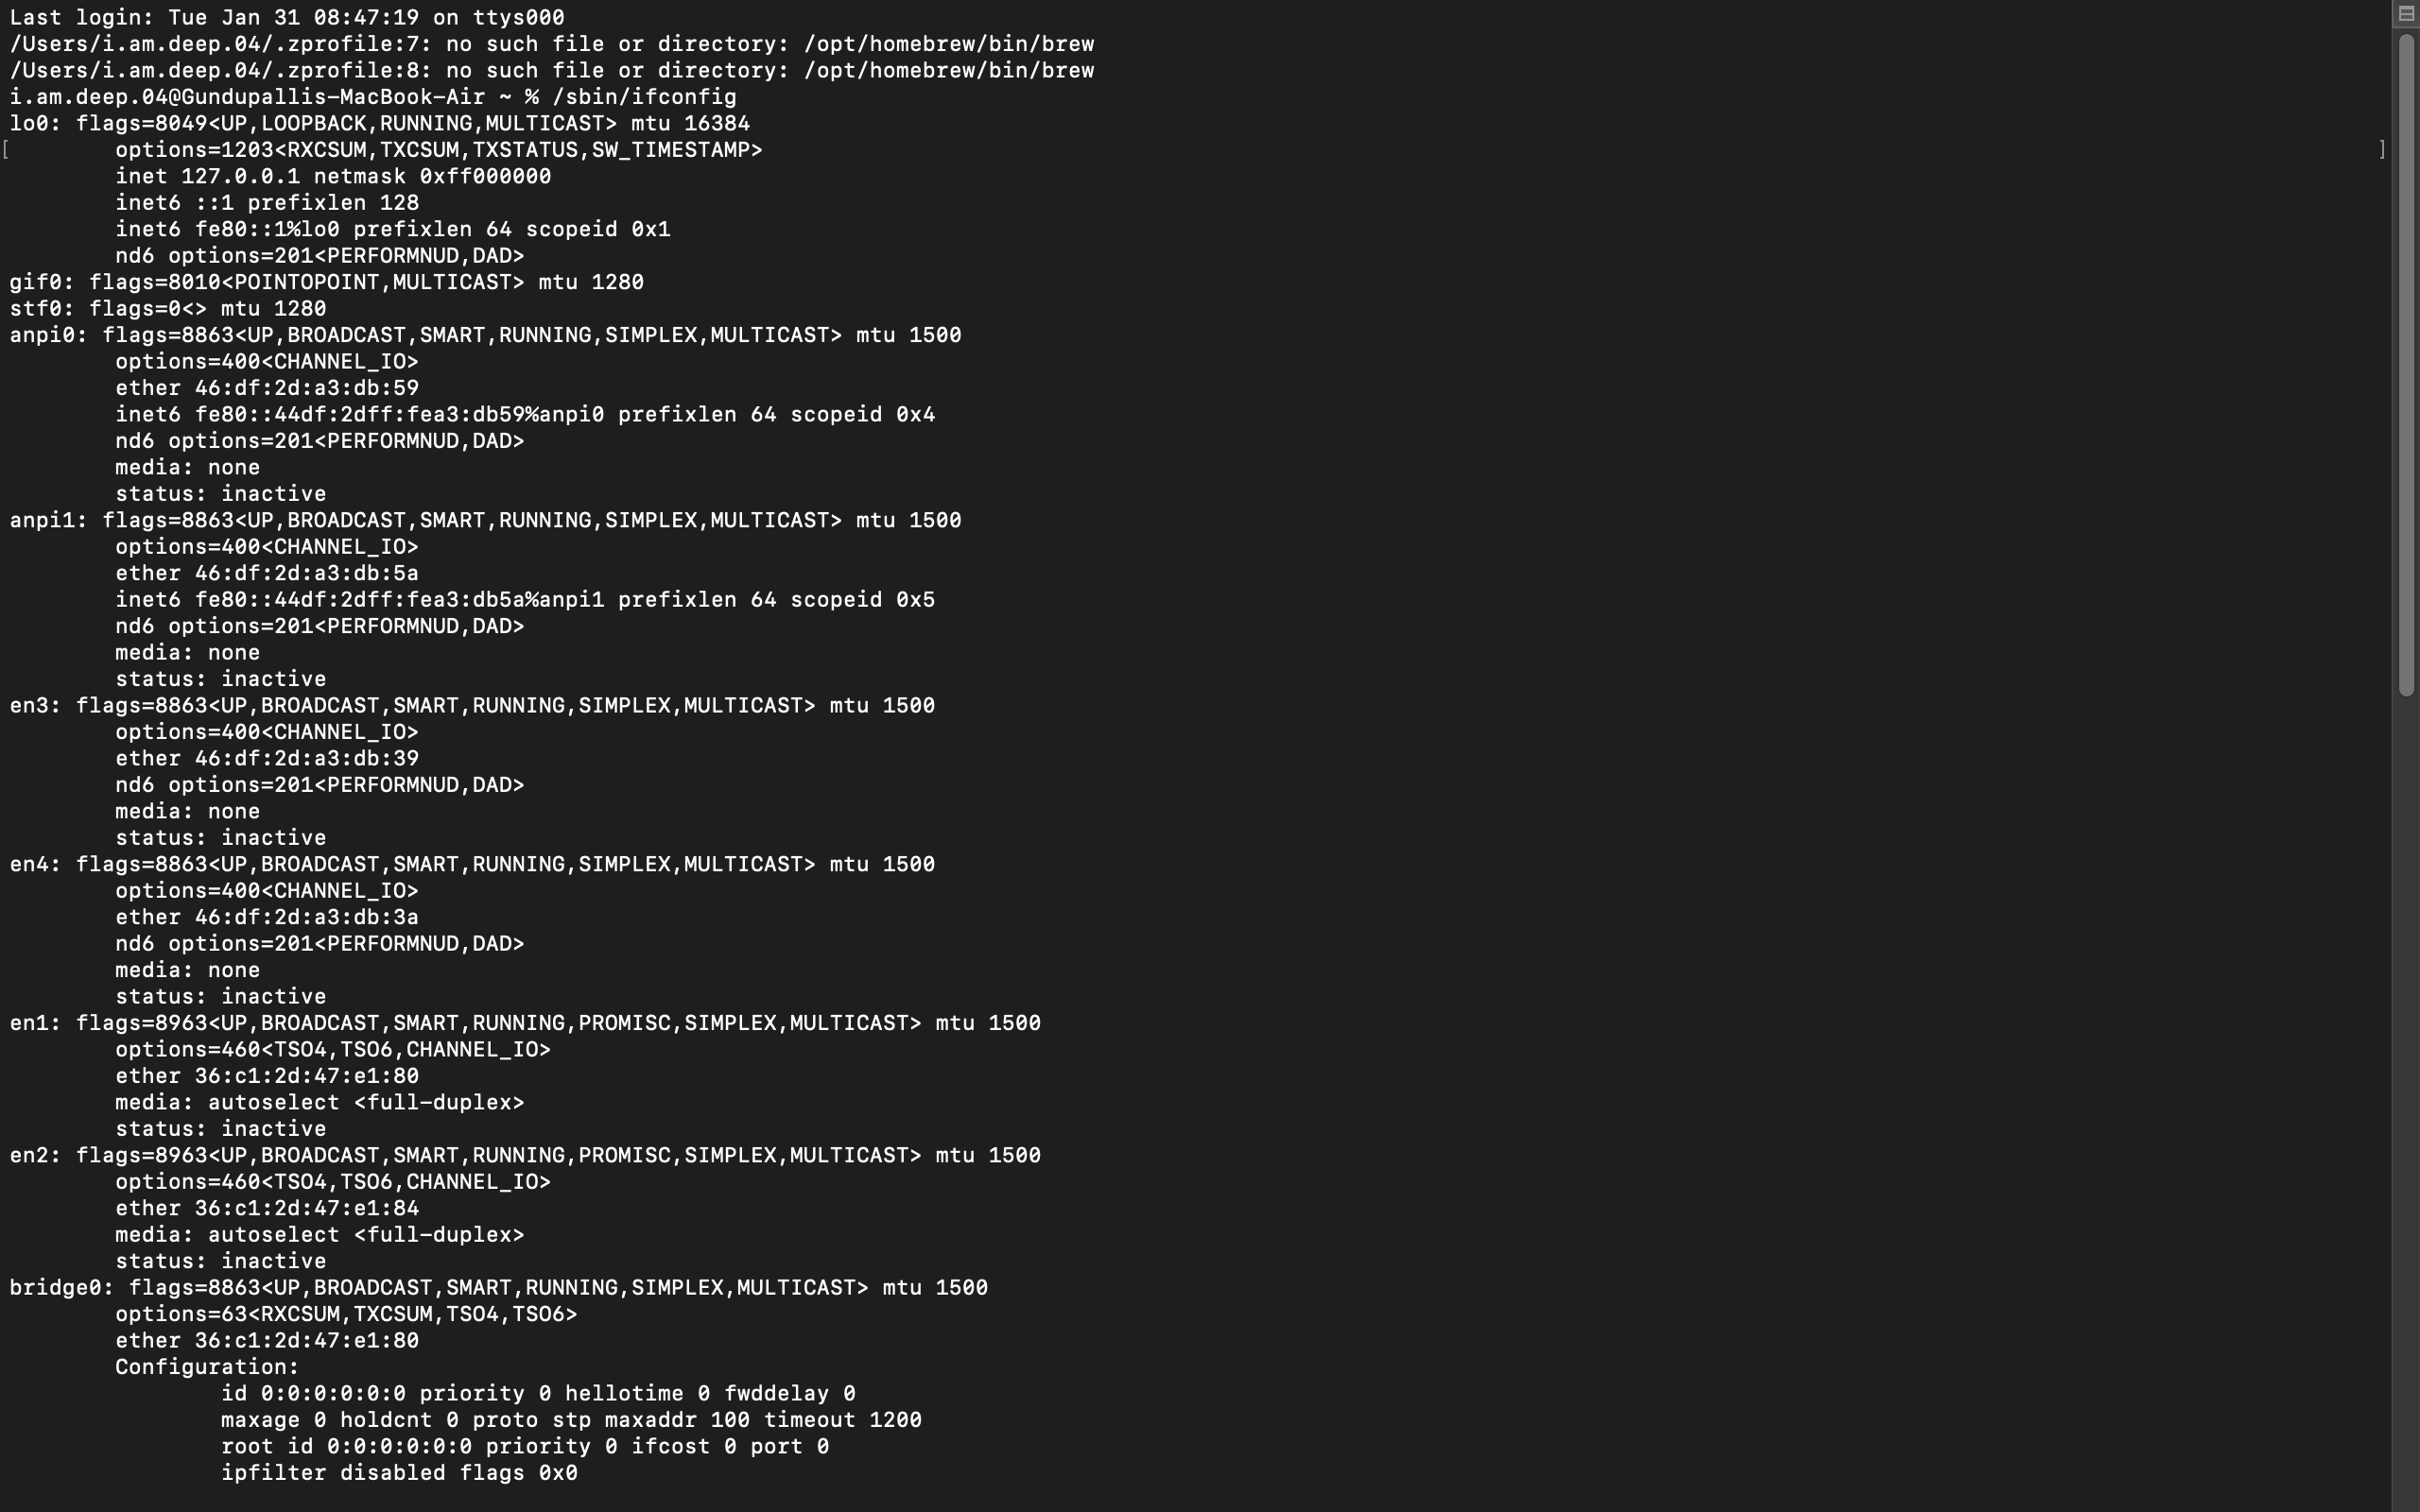 Last login: Tue Jan 31 08:47:19 on ttys000
/Users/i.am.deep.04/.zprofile:7: no such file or directory: /opt/homebrew/bin/brew
/Users/i.am.deep.04/.zprofile:8: no such file or directory: /opt/homebrew/bin/brew
i.am.deep.04@Gundupallis-MacBook-Air ~ % /sbin/ifconfig
lo0: flags=8049<UP,LOOPBACK,RUNNING,MULTICAST> mtu 16384
[ options=1203<RXCSUM,TXCSUM,TXSTATUS,SW_TIMESTAMP> ]
inet 127.0.0.1 netmask 0xff000000
inet6 ::1 prefixlen 128
inet6 fe80::1%lo0 prefixlen 64 scopeid 0x1
nd6 options=201<PERFORMNUD,DAD>
gif0: flags=8010<POINTOPOINT,MULTICAST> mtu 1280
stf0: flags=0<> mtu 1280
anpi0: flags=8863<UP,BROADCAST,SMART,RUNNING,SIMPLEX,MULTICAST> mtu 1500
options=400<CHANNEL_IO>
ether 46:df:2d:a3:db:59
inet6 fe80::44df:2dff:fea3:db59%anpi0 prefixlen 64 scopeid 0x4
nd6 options=201<PERFORMNUD,DAD>
media: none
status: inactive
anpi1: flags=8863<UP,BROADCAST,SMART,RUNNING,SIMPLEX,MULTICAST> mtu 1500
options=400<CHANNEL_IO>
ether 46:df:2d:a3:db:5a
inet6 fe80::44df:2dff:fea3:db5a%anpi1 prefixlen 64 scopeid 0x5
nd6 options=201<PERFORMNUD,DAD>
media: none
status: inactive
en3: flags=8863<UP,BROADCAST,SMART,RUNNING,SIMPLEX,MULTICAST> mtu 1500
options=400<CHANNEL_IO>
ether 46:df:2d:a3:db:39
nd6 options=201<PERFORMNUD,DAD>
media: none
status: inactive
en4: flags=8863<UP,BROADCAST,SMART,RUNNING,SIMPLEX,MULTICAST> mtu 1500
options=400<CHANNEL_IO>
ether 46:df:2d:a3:db:3a
nd6 options=201<PERFORMNUD,DAD>
media: none
status: inactive
en1: flags=8963<UP,BROADCAST,SMART,RUNNING,PROMISC,SIMPLEX,MULTICAST> mtu 1500
options=460<TSO4,TSO6,CHANNEL_IO>
ether 36:c1:2d:47:e1:80
media: autoselect <full-duplex>
status: inactive
en2: flags=8963<UP,BROADCAST,SMART,RUNNING,PROMISC,SIMPLEX,MULTICAST> mtu 1500
options=460<TSO4,TSO6,CHANNEL_IO>
ether 36:c1:2d:47:e1:84
media: autoselect <full-duplex>
status: inactive
bridge0: flags=8863<UP,BROADCAST,SMART,RUNNING,SIMPLEX,MULTICAST> mtu 1500
options=63<RXCSUM,TXCSUM,TSO4,TSO6>
ether 36:c1:2d:47:e1:80
Configuration:
id 0:0:0:0:0:0 priority 0 hellotime 0 fwddelay 0
maxage 0 holdcnt 0 proto stp maxaddr 100 timeout 1200
root id 0:0:0:0:0:0 priority 0 ifcost 0 port 0
ipfilter disabled flags 0x0